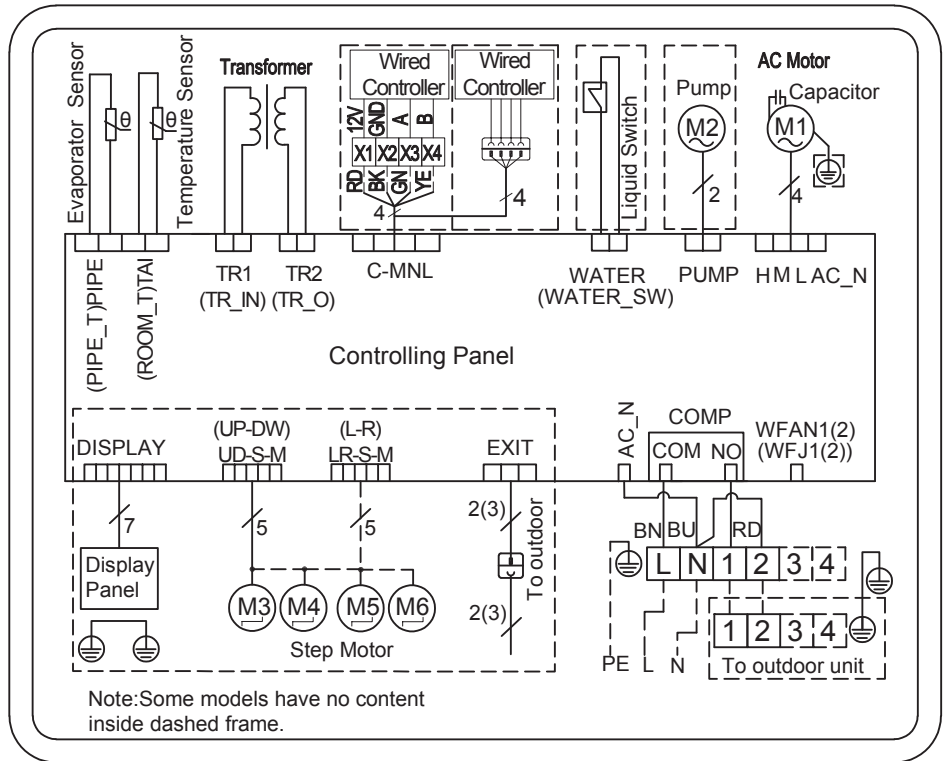 Evaporator Sensor
θ
θ
Temperature Sensor
Transformer
Wired
Controller
12V
GND
A
B
X1 X2 X3 X4
RD
BK
GN
YE
4
Wired
Controller
4
Liquid Switch
Pump
M2
2
AC Motor
Capacitor
M1
4
(PIPE_T)PIPE
(ROOM_T)TAI
TR1
(TR_IN)
TR2
(TR_O)
C-MNL
WATER
(WATER_SW)
PUMP
H M L AC_N
Controlling Panel
DISPLAY
(UP-DW)
UD-S-M
(L-R)
LR-S-M
EXIT
AC_N
COMP
COM NO
WFAN1(2)
(WFJ1(2))
7
5
5
2(3)
To outdoor
2(3)
Display
Panel
M3 M4 M5 M6
Step Motor
BN BU RD
L N 1 2 3 4
1 2 3 4
PE L N
To outdoor unit
Note:Some models have no content
inside dashed frame.